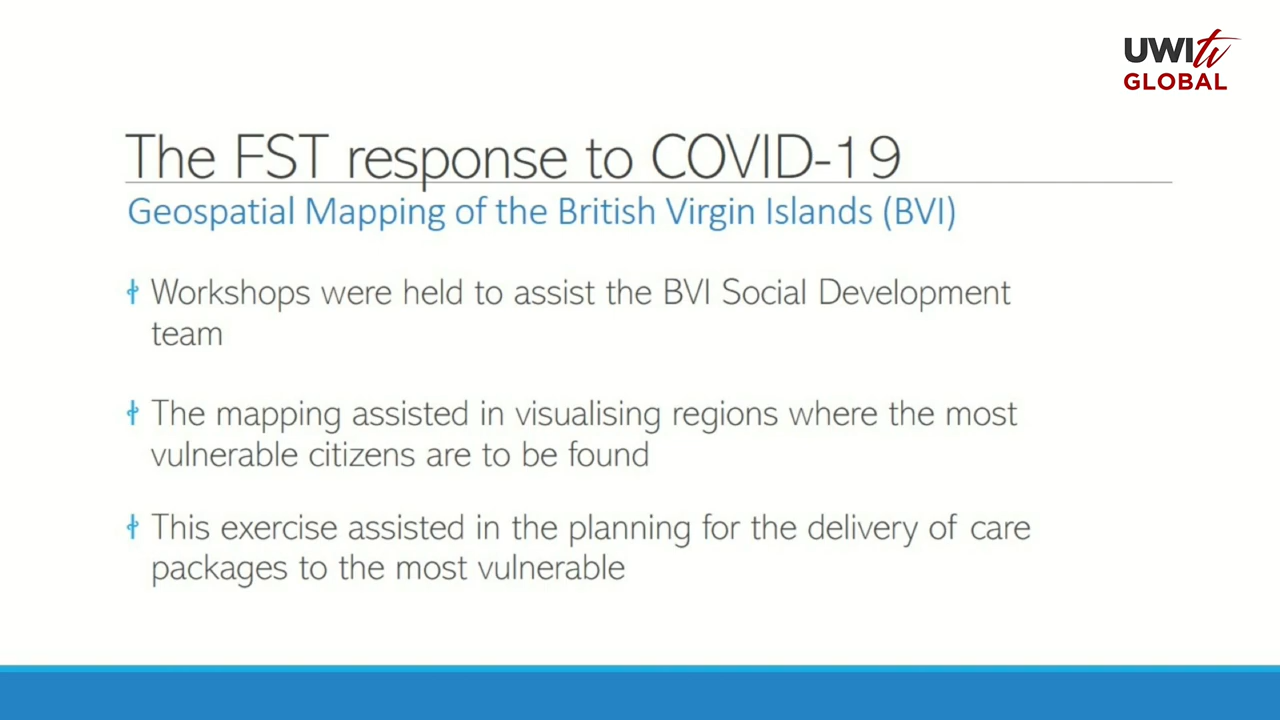 UWItv
GLOBAL
The FST response to COVID-19
Geospatial Mapping of the British Virgin Islands (BVI)
Workshops were held to assist the BVI Social Development
team
The mapping assisted in visualising regions where the most
vulnerable citizens are to be found
This exercise assisted in the planning for the delivery of care
packages to the most vulnerable